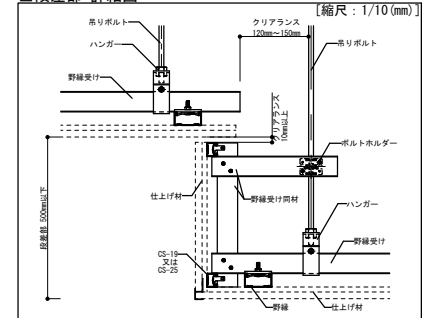 [縮尺：1/10(mm)]
クリアランス
120mm～150mm
吊りボルト
吊りボルト
ハンガー
野縁受け
クリアランス
10mm以上
ボルトホルダー
段差部 500mm以下
仕上げ材
野縁受け同材
ハンガー
野縁受け
CS-19
又は
CS-25
野縁
仕上げ材